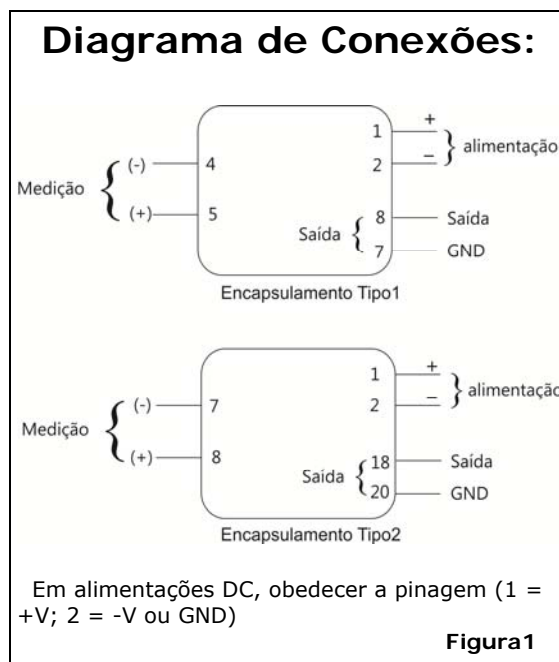 Diagrama de Conexões:
1 + alimentação
Medição (-) 4 2 –
(+) 5 Saída 8 Saída
7 GND
Encapsulamento Tipo1
1 + alimentação
Medição (-) 7 2 –
(+) 8 Saída 18 Saída
20 GND
Encapsulamento Tipo2
Em alimentações DC, obedecer a pinagem (1 =
+V; 2 = -V ou GND)
Figura1